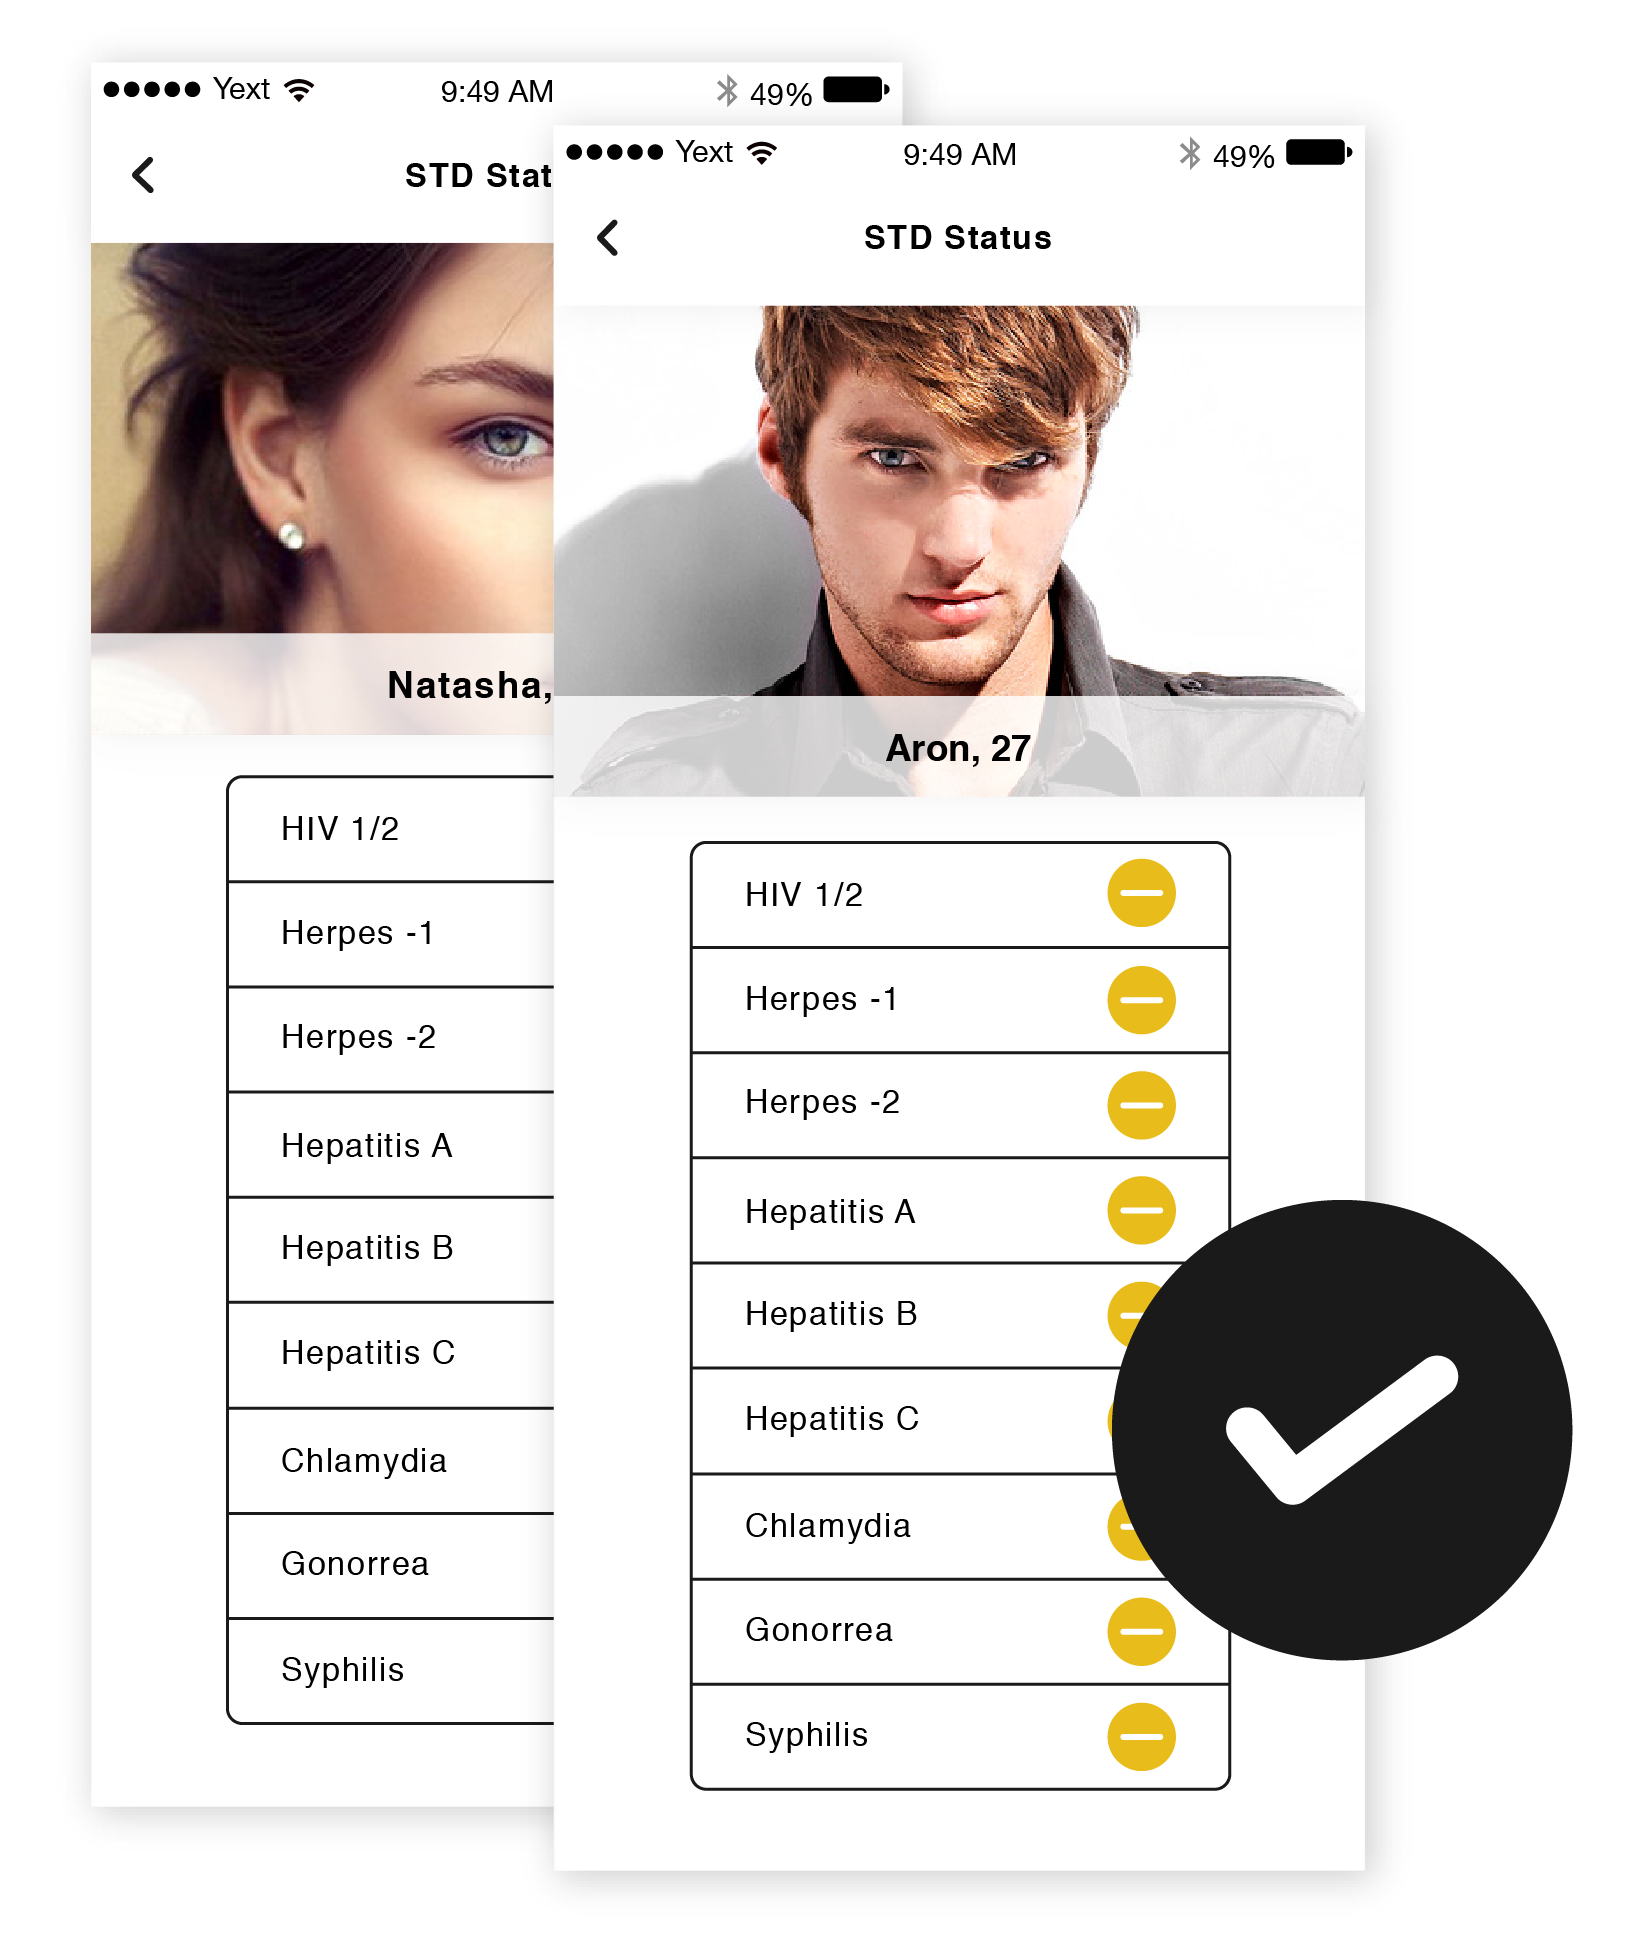 Yext
9:49 AM
49%
STD Stat
Natasha,
HIV 1/2
Herpes -1
Herpes -2
Hepatitis A
Hepatitis B
Hepatitis C
Chlamydia
Gonorrea
Syphilis
Yext
9:49 AM
49%
STD Status
Aron, 27
HIV 1/2
Herpes -1
Herpes -2
Hepatitis A
Hepatitis B
Hepatitis C
Chlamydia
Gonorrea
Syphilis